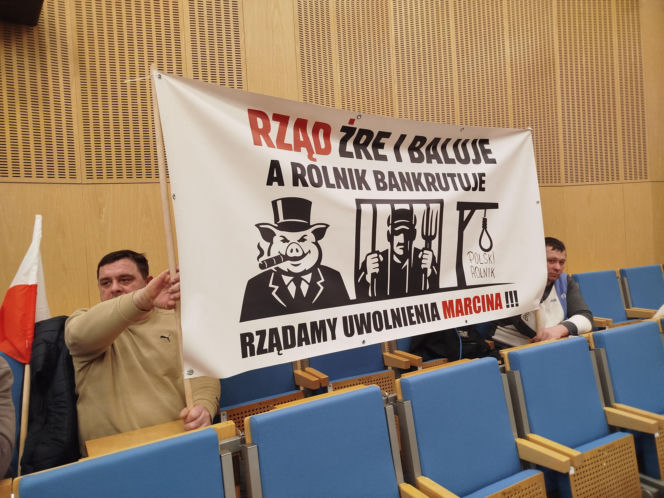 RZĄD ŻRE I BALUJE
A ROLNIK BANKRUTUJE
POLSKI
ROLNIK
RZĄDAMY UWOLNIENIA MARCINA !!!